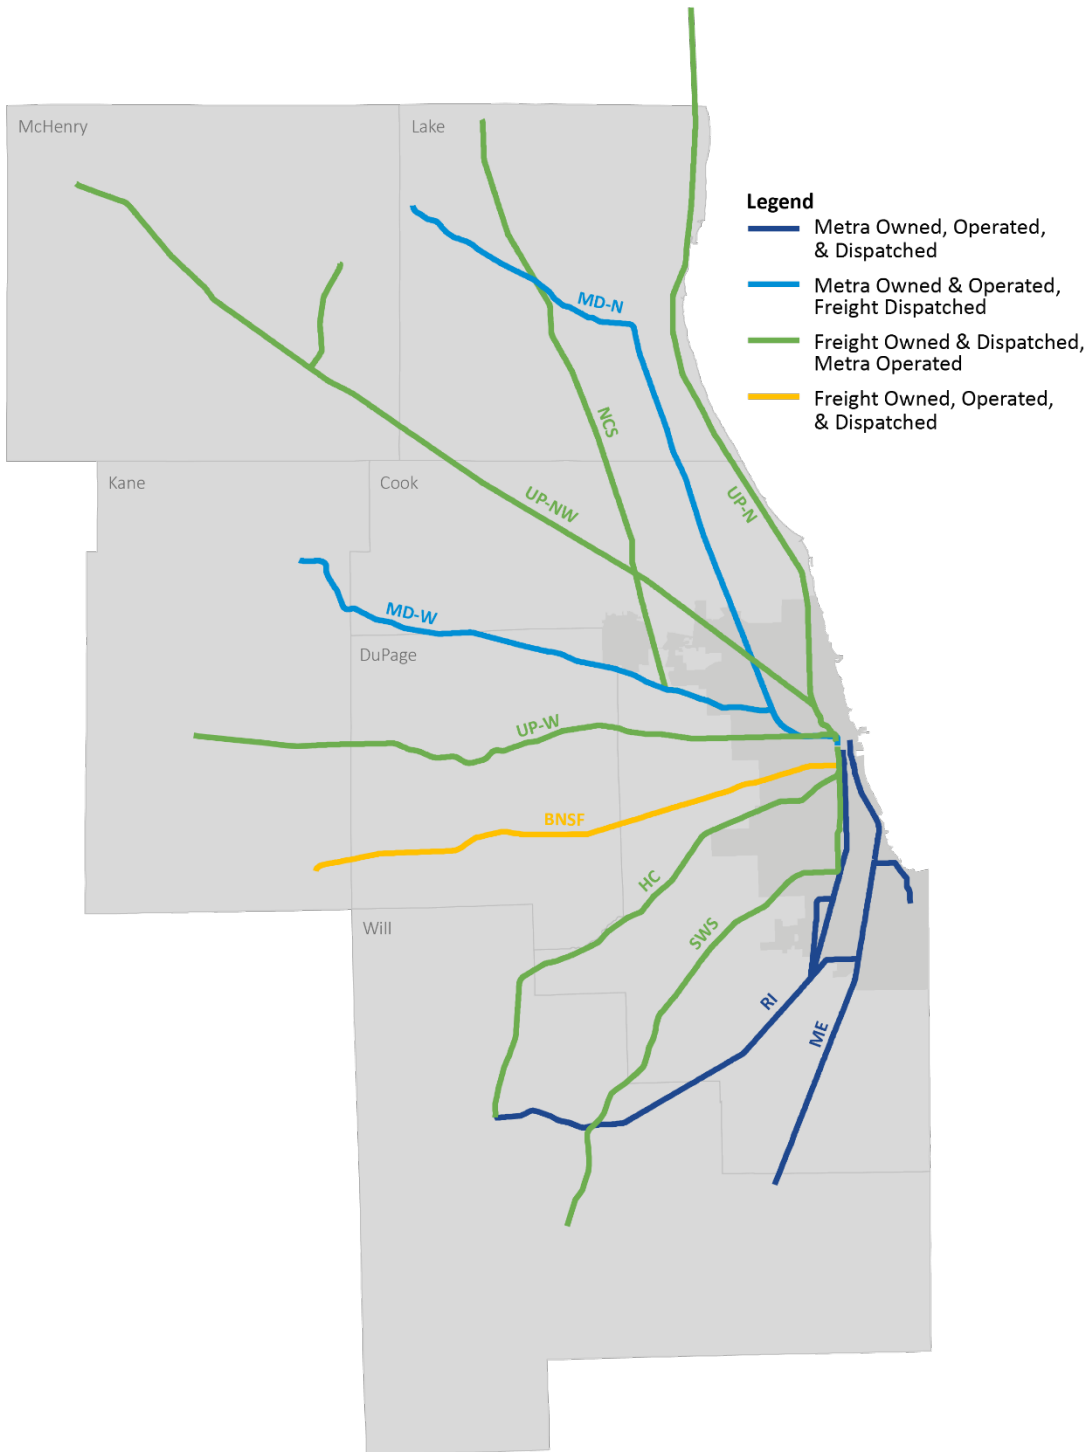 McHenry
Lake
Legend
Metra Owned, Operated,
& Dispatched
Metra Owned & Operated,
Freight Dispatched
Freight Owned & Dispatched,
Metra Operated
Freight Owned, Operated,
& Dispatched
MD-N
NCS
Kane
Cook
UP-NW
UP-N
MD-W
DuPage
UP-W
BNSF
HC
Will
SWS
RI
ME